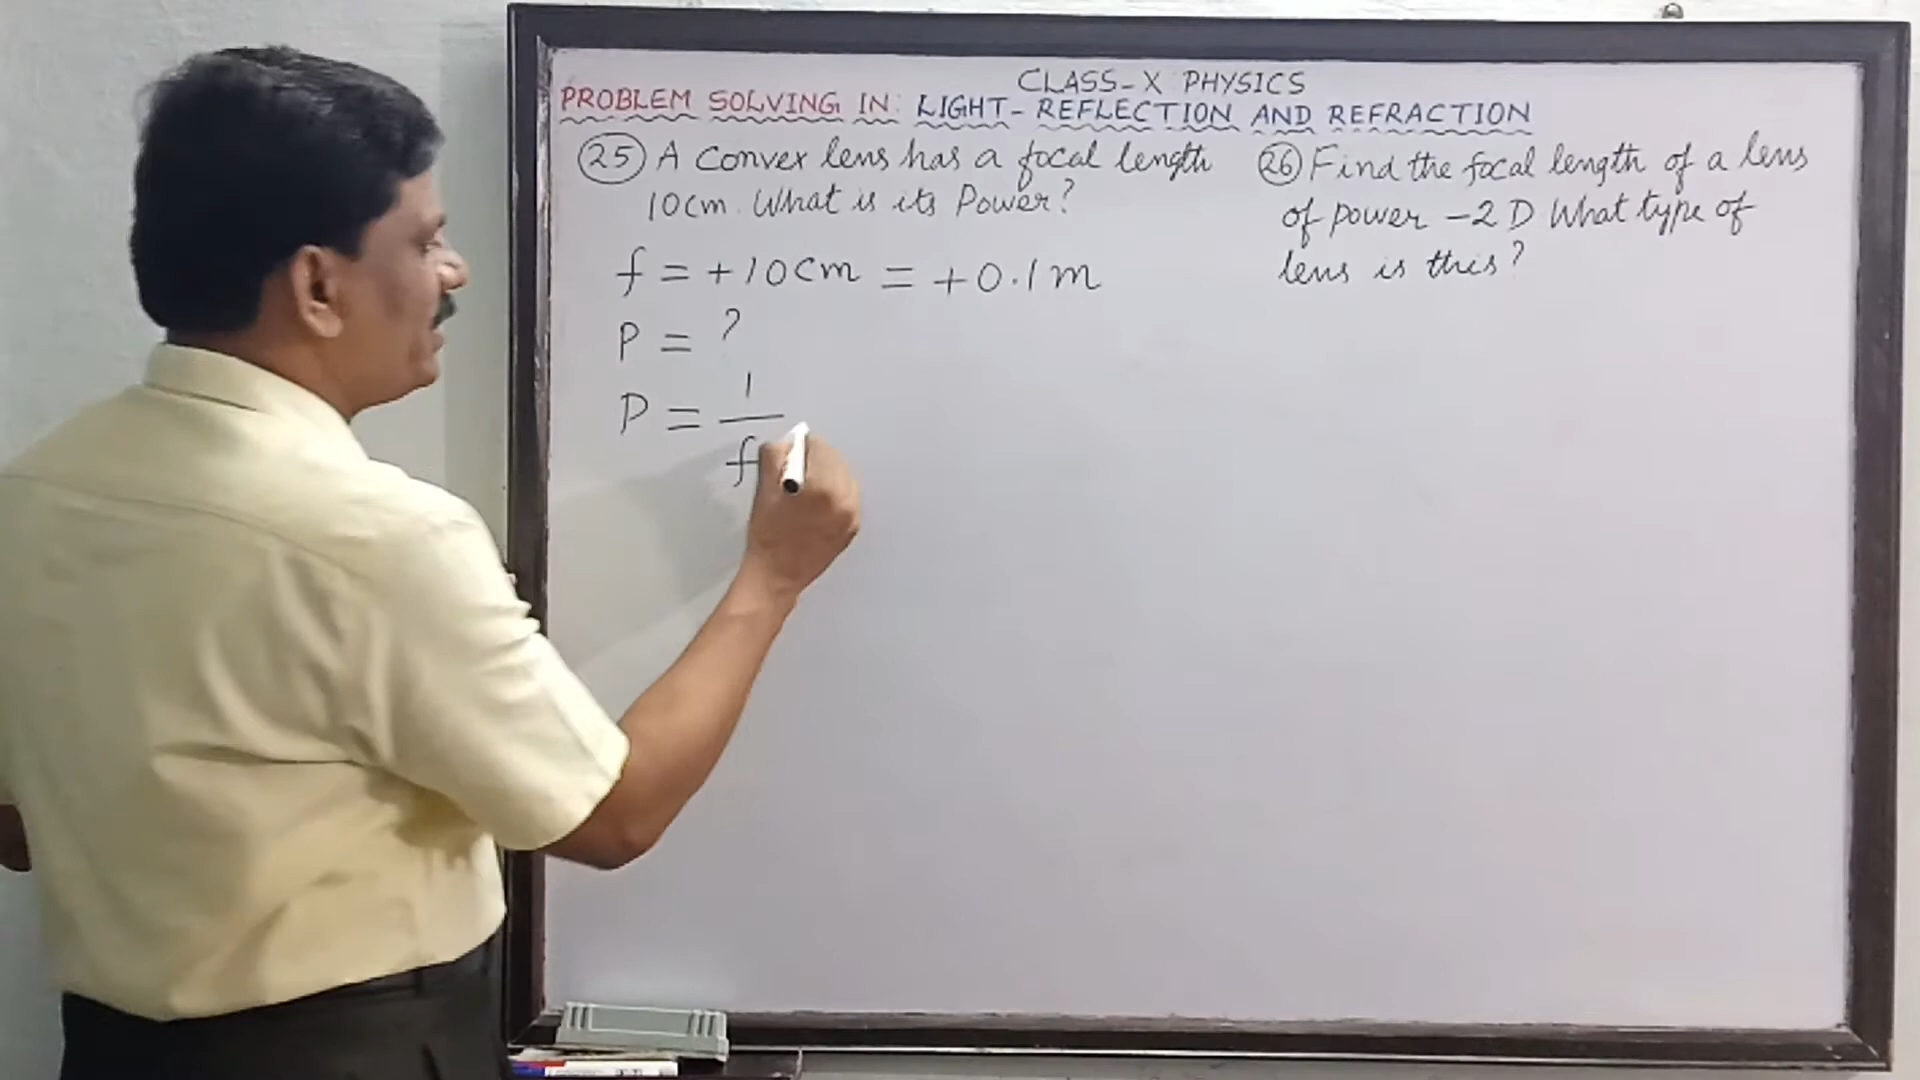 CLASS-X PHYSICS
PROBLEM SOLVING IN: LIGHT-REFLECTION AND REFRACTION
25 A Convex lens has a focal length
10cm. What is its Power?
f = +10cm = +0.1m
P = ?
P = 1/f
26 Find the focal length of a lens
of power -2 D What type of
lens is this?